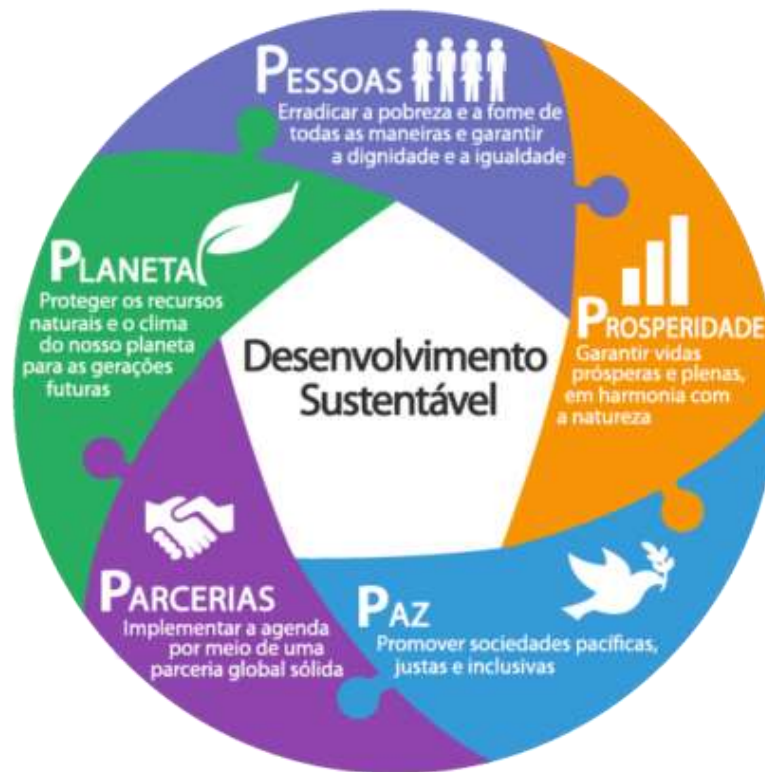 PESSOAS
Erradicar a pobreza e a fome de
todas as maneiras e garantir
a dignidade e a igualdade
PLANETA
Proteger os recursos
naturais e o clima
do nosso planeta
para as gerações
futuras
PROSPERIDADE
Garantir vidas
prósperas e plenas,
em harmonia com
a natureza
Desenvolvimento
Sustentável
PARCERIAS
Implementar a agenda
por meio de uma
parceria global sólida
PAZ
Promover sociedades pacíficas,
justas e inclusivas